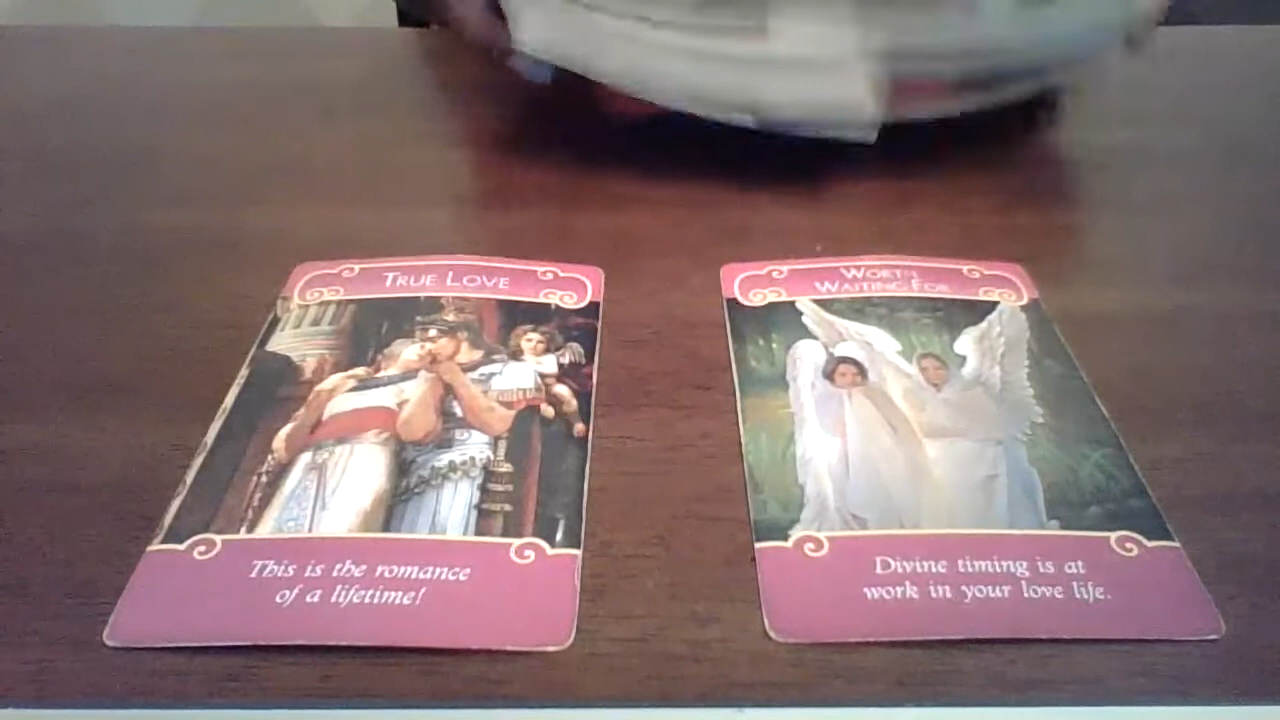 TRUE LOVE
This is the romance
of a lifetime!
WORTH
WAITING FOR
Divine timing is at
work in your love life.